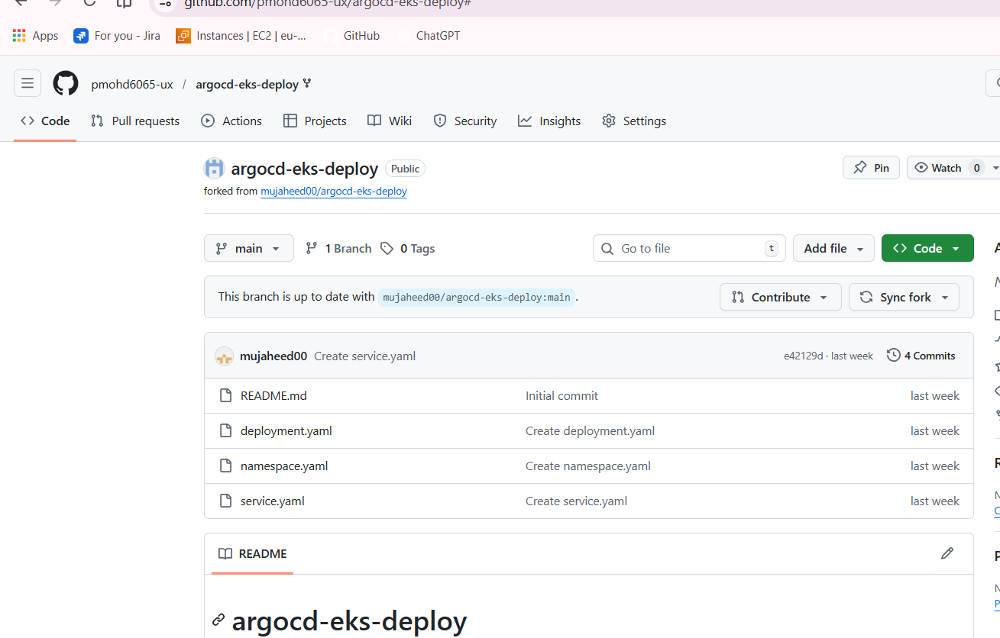 github.com/pmohd6065-ux/argocd-eks-deploy#
Apps For you - Jira Instances | EC2 | eu-... GitHub ChatGPT
pmohd6065-ux / argocd-eks-deploy
Code Pull requests Actions Projects Wiki Security Insights Settings
argocd-eks-deploy Public Pin Watch 0
forked from mujaheed00/argocd-eks-deploy
main 1 Branch 0 Tags Go to file t Add file Code
This branch is up to date with mujaheed00/argocd-eks-deploy:main . Contribute Sync fork
mujaheed00 Create service.yaml e42129d · last week 4 Commits
README.md Initial commit last week
deployment.yaml Create deployment.yaml last week
namespace.yaml Create namespace.yaml last week
service.yaml Create service.yaml last week
README
argocd-eks-deploy